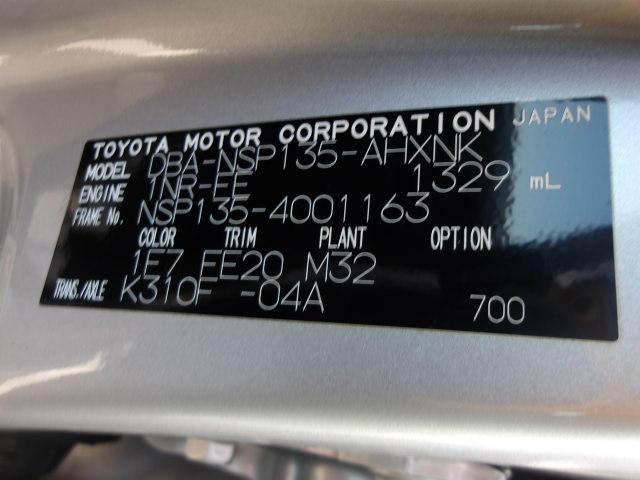 TOYOTA MOTOR CORPORATION JAPAN
MODEL DBA-NSP135-AHXNK
ENGINE 1NR-FE 1329 mL
FRAME No. NSP135-4001163
COLOR TRIM PLANT OPTION
1E7 FE20 M32
TRANS./AXLE K310F -04A 700